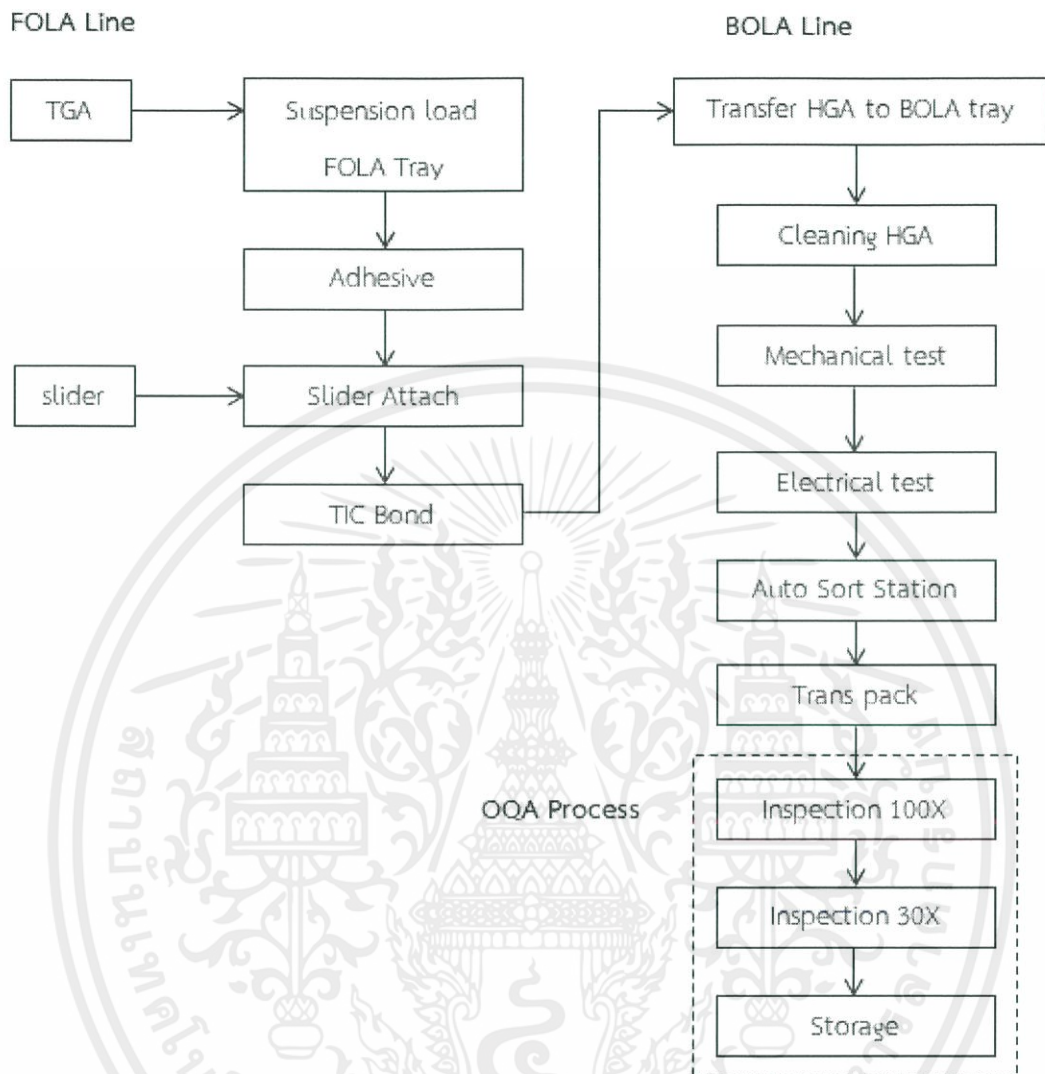 FOLA Line
TGA
Suspension load
FOLA Tray
Adhesive
slider
Slider Attach
TIC Bond
BOLA Line
Transfer HGA to BOLA tray
Cleaning HGA
Mechanical test
Electrical test
Auto Sort Station
Trans pack
OQA Process
Inspection 100X
Inspection 30X
Storage